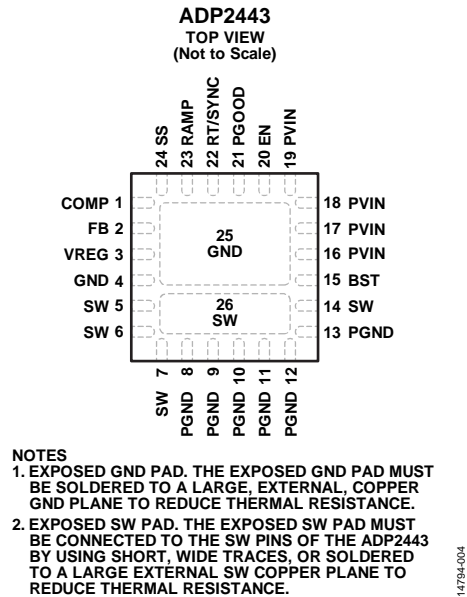 ADP2443
TOP VIEW
(Not to Scale)
24 SS
23 RAMP
22 RT/SYNC
21 PGOOD
20 EN
19 PVIN
COMP 1
FB 2
VREG 3
GND 4
SW 5
SW 6
25
GND
26
SW
18 PVIN
17 PVIN
16 PVIN
15 BST
14 SW
13 PGND
SW 7
PGND 8
PGND 9
PGND 10
PGND 11
PGND 12
NOTES
1. EXPOSED GND PAD. THE EXPOSED GND PAD MUST
BE SOLDERED TO A LARGE, EXTERNAL, COPPER
GND PLANE TO REDUCE THERMAL RESISTANCE.
2. EXPOSED SW PAD. THE EXPOSED SW PAD MUST
BE CONNECTED TO THE SW PINS OF THE ADP2443
BY USING SHORT, WIDE TRACES, OR SOLDERED
TO A LARGE EXTERNAL SW COPPER PLANE TO
REDUCE THERMAL RESISTANCE.
14794-004